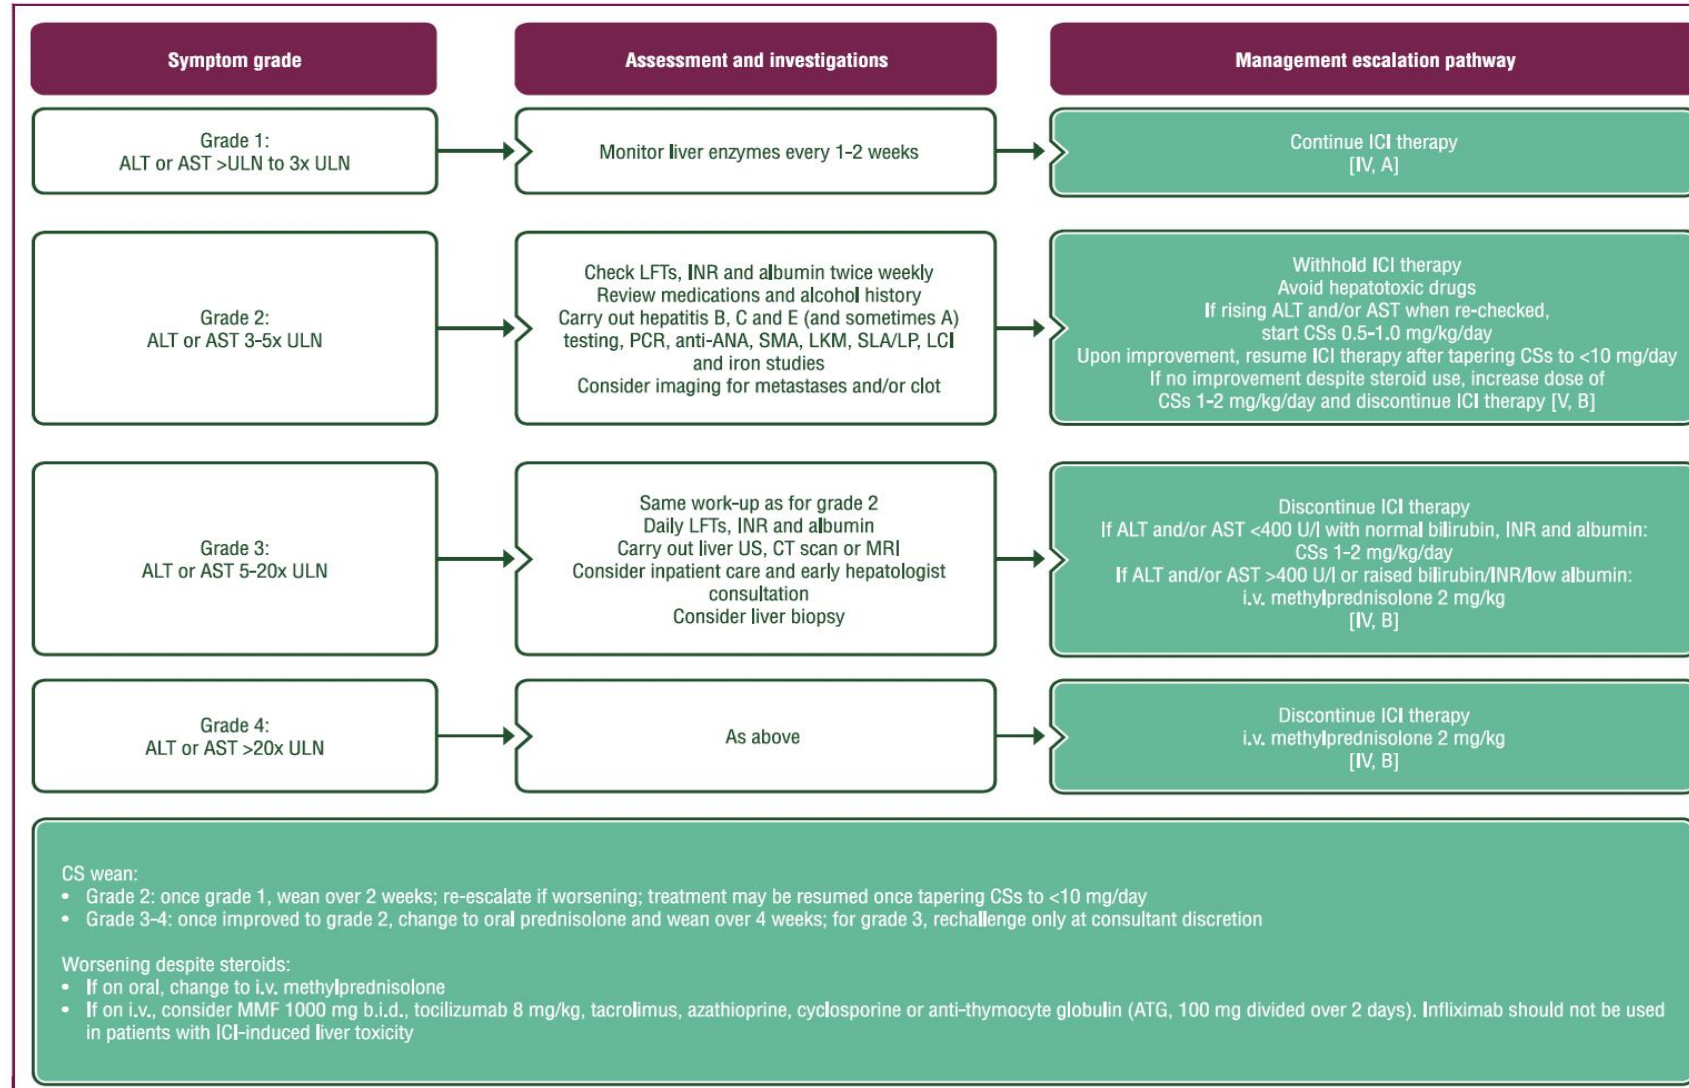 Symptom grade
Assessment and investigations
Management escalation pathway
Grade 1:
ALT or AST >ULN to 3x ULN
Monitor liver enzymes every 1-2 weeks
Continue ICI therapy
[IV, A]
Grade 2:
ALT or AST 3-5x ULN
Check LFTs, INR and albumin twice weekly
Review medications and alcohol history
Carry out hepatitis B, C and E (and sometimes A)
testing, PCR, anti-ANA, SMA, LKM, SLA/LP, LCI
and iron studies
Consider imaging for metastases and/or clot
Withhold ICI therapy
Avoid hepatotoxic drugs
If rising ALT and/or AST when re-checked,
start CSs 0.5-1.0 mg/kg/day
Upon improvement, resume ICI therapy after tapering CSs to <10 mg/day
If no improvement despite steroid use, increase dose of
CSs 1-2 mg/kg/day and discontinue ICI therapy [V, B]
Grade 3:
ALT or AST 5-20x ULN
Same work-up as for grade 2
Daily LFTs, INR and albumin
Carry out liver US, CT scan or MRI
Consider inpatient care and early hepatologist
consultation
Consider liver biopsy
Discontinue ICI therapy
If ALT and/or AST <400 U/l with normal bilirubin, INR and albumin:
CSs 1-2 mg/kg/day
If ALT and/or AST >400 U/l or raised bilirubin/INR/low albumin:
i.v. methylprednisolone 2 mg/kg
[IV, B]
Grade 4:
ALT or AST >20x ULN
As above
Discontinue ICI therapy
i.v. methylprednisolone 2 mg/kg
[IV, B]
CS wean:
• Grade 2: once grade 1, wean over 2 weeks; re-escalate if worsening; treatment may be resumed once tapering CSs to <10 mg/day
• Grade 3-4: once improved to grade 2, change to oral prednisolone and wean over 4 weeks; for grade 3, rechallenge only at consultant discretion
Worsening despite steroids:
• If on oral, change to i.v. methylprednisolone
• If on i.v., consider MMF 1000 mg b.i.d., tocilizumab 8 mg/kg, tacrolimus, azathioprine, cyclosporine or anti-thymocyte globulin (ATG, 100 mg divided over 2 days). Infliximab should not be used
in patients with ICI-induced liver toxicity